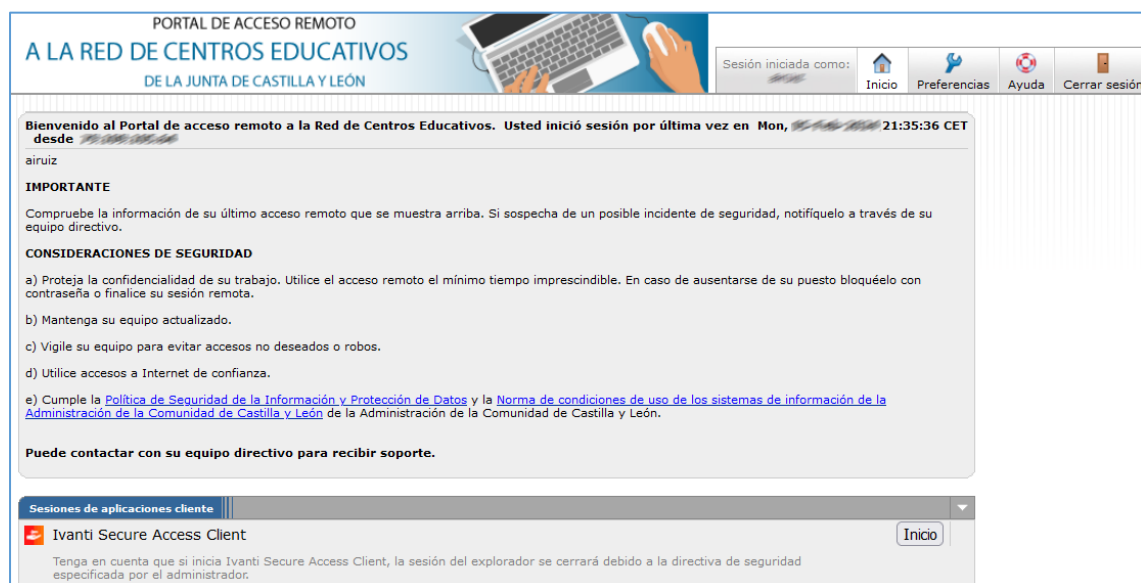 PORTAL DE ACCESO REMOTO
A LA RED DE CENTROS EDUCATIVOS
DE LA JUNTA DE CASTILLA Y LEÓN
Sesión iniciada como:
Inicio
Preferencias
Ayuda
Cerrar sesión
Bienvenido al Portal de acceso remoto a la Red de Centros Educativos. Usted inició sesión por última vez en Mon, 21:35:36 CET
desde
airuiz
IMPORTANTE
Compruebe la información de su último acceso remoto que se muestra arriba. Si sospecha de un posible incidente de seguridad, notifíquelo a través de su
equipo directivo.
CONSIDERACIONES DE SEGURIDAD
a) Proteja la confidencialidad de su trabajo. Utilice el acceso remoto el mínimo tiempo imprescindible. En caso de ausentarse de su puesto bloquéelo con
contraseña o finalice su sesión remota.
b) Mantenga su equipo actualizado.
c) Vigile su equipo para evitar accesos no deseados o robos.
d) Utilice accesos a Internet de confianza.
e) Cumple la Política de Seguridad de la Información y Protección de Datos y la Norma de condiciones de uso de los sistemas de información de la
Administración de la Comunidad de Castilla y León de la Administración de la Comunidad de Castilla y León.
Puede contactar con su equipo directivo para recibir soporte.
Sesiones de aplicaciones cliente
Ivanti Secure Access Client
Inicio
Tenga en cuenta que si inicia Ivanti Secure Access Client, la sesión del explorador se cerrará debido a la directiva de seguridad
especificada por el administrador.